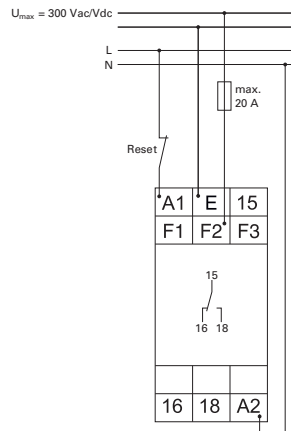 Umax = 300 Vac/Vdc
L
N
max.
20 A
Reset
A1 E 15
F1 F2 F3
15
16 18
16 18 A2